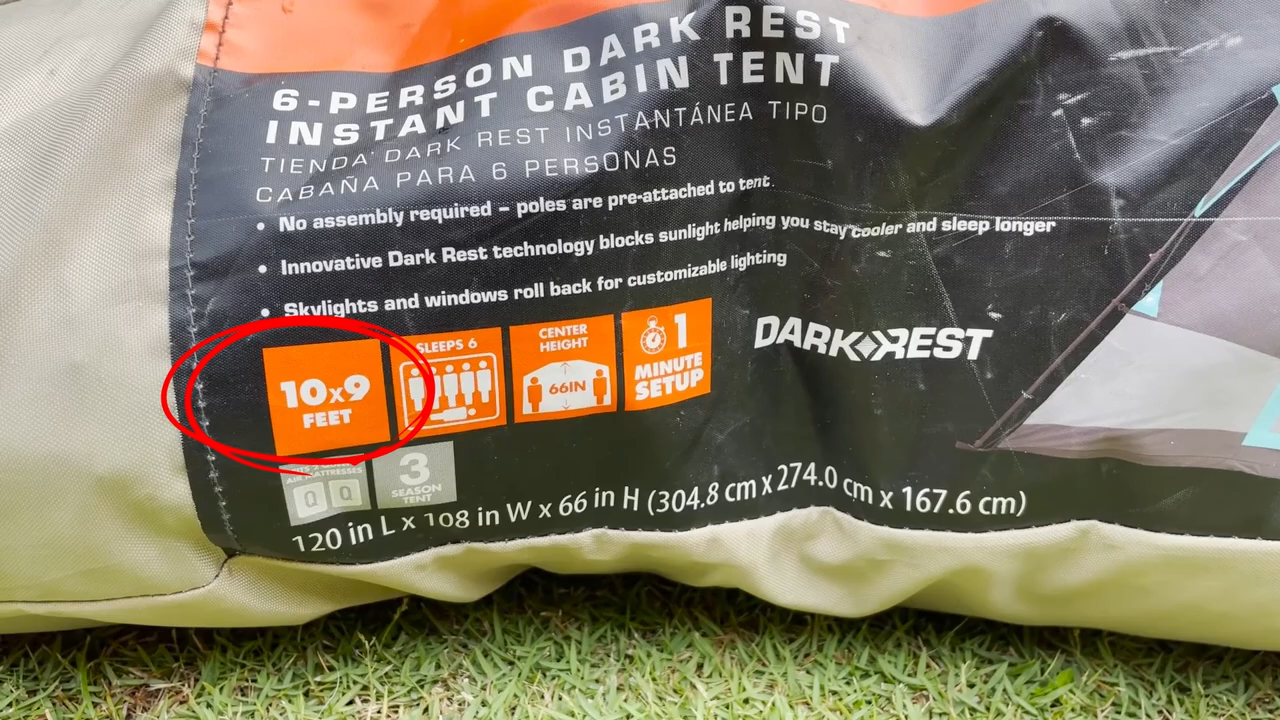 6-PERSON DARK REST
INSTANT CABIN TENT
TIENDA DARK REST INSTANTÁNEA TIPO
CABAÑA PARA 6 PERSONAS
• No assembly required – poles are pre-attached to tent.
• Innovative Dark Rest technology blocks sunlight helping you stay cooler and sleep longer
• Skylights and windows roll back for customizable lighting
10x9
FEET
SLEEPS 6
CENTER
HEIGHT
66IN
1
MINUTE
SETUP
DARK REST
AIR MATTRESSES
Q Q
3
SEASON
TENT
120 in L x 108 in W x 66 in H (304.8 cm x 274.0 cm x 167.6 cm)